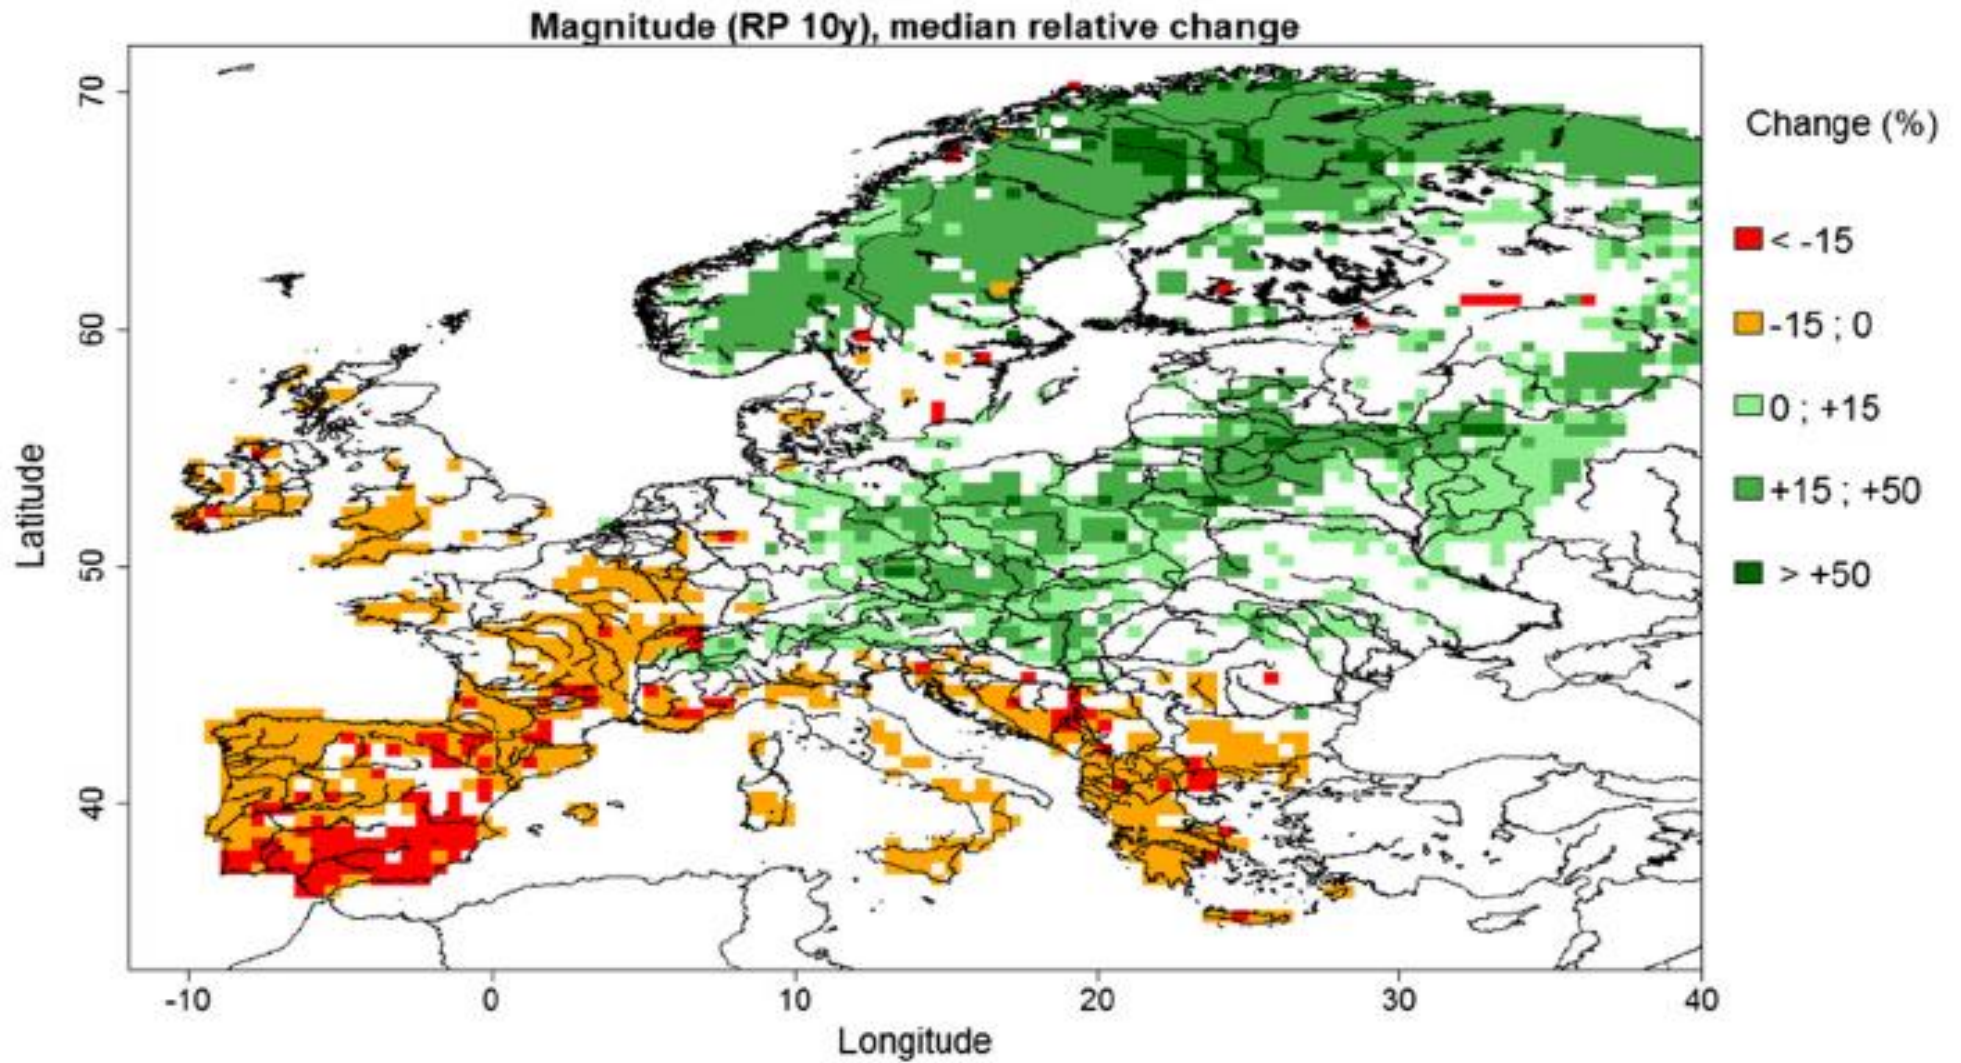 Magnitude (RP 10y), median relative change
Latitude
70
60
50
40
-10
0
10
20
30
40
Longitude
Change (%)
< -15
-15 ; 0
0 ; +15
+15 ; +50
> +50